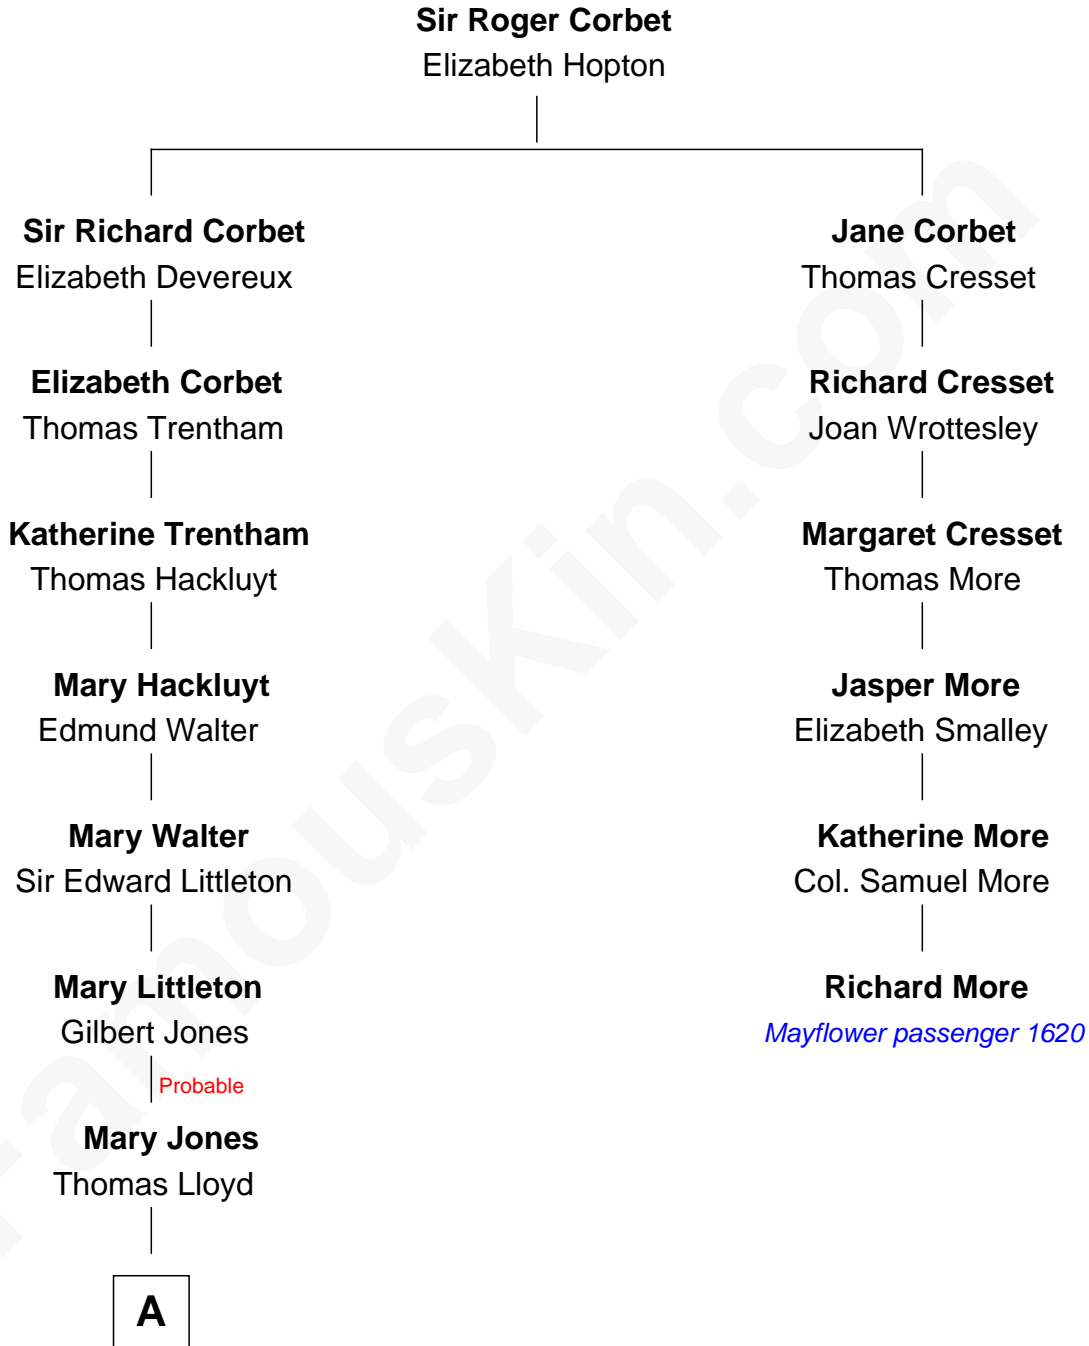 Sir Roger Corbet
Elizabeth Hopton
Sir Richard Corbet
Elizabeth Devereux
Elizabeth Corbet
Thomas Trentham
Katherine Trentham
Thomas Hackluyt
Mary Hackluyt
Edmund Walter
Mary Walter
Sir Edward Littleton
Mary Littleton
Gilbert Jones
Probable
Mary Jones
Thomas Lloyd
A
Jane Corbet
Thomas Cresset
Richard Cresset
Joan Wrottesley
Margaret Cresset
Thomas More
Jasper More
Elizabeth Smalley
Katherine More
Col. Samuel More
Richard More
Mayflower passenger 1620
FamousKin.com